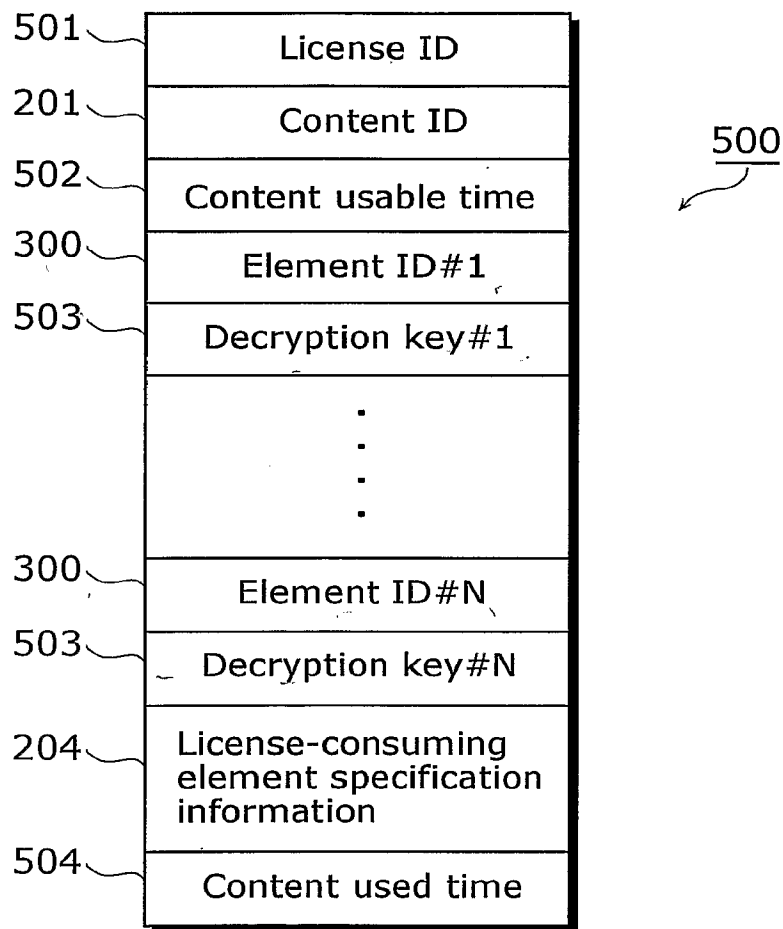 501
License ID
201
Content ID
500
502
Content usable time
300
Element ID#1
503
Decryption key#1
300
Element ID#N
503
Decryption key#N
204
License-consuming
element specification
information
504
Content used time